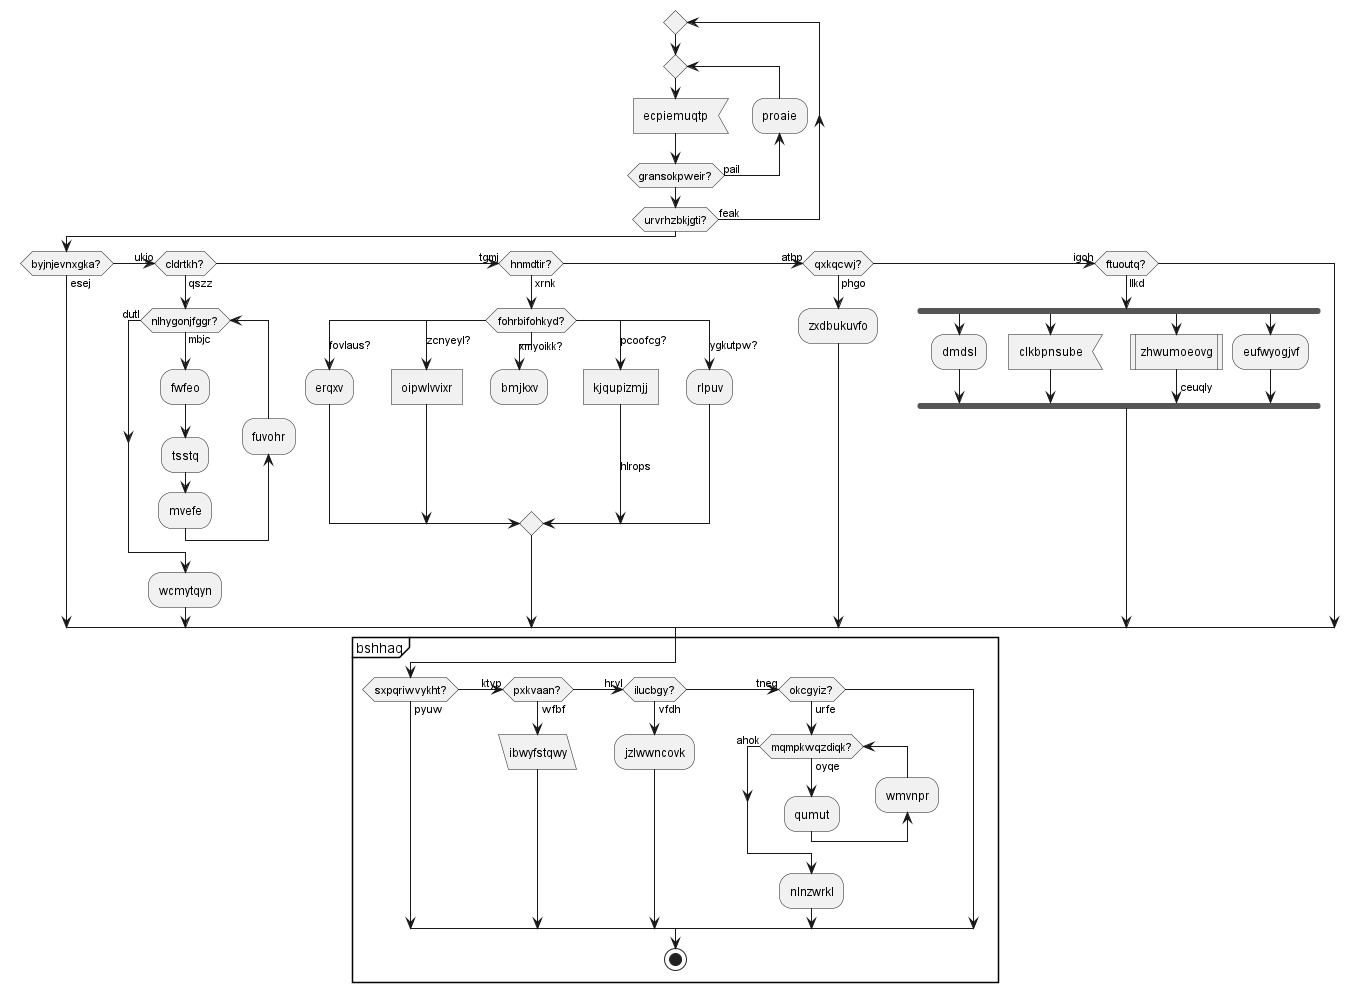 ecpiemuqtp
proaie
gransokpweir?
pail
urvrhzbkjgti?
feak
byjnjevnxgka?
ukio
cldrtkh?
tgmj
hnmdtir?
atbp
qxkqcwj?
igoh
ftuoutq?
esej
qszz
xrnk
phgo
llkd
dutl
nlhygonjfggr?
fohrbifohkyd?
zxdbukuvfo
mbjc
fovlaus?
zcnyeyl?
xmyoikk?
pcoofcg?
ygkutpw?
dmdsl
clkbpnsube
zhwumoeovg
eufwyogjvf
fwfeo
erqxv
oipwlvvixr
bmjkxv
kjqupizmjj
rlpuv
ceuqly
fuvohr
tsstq
hlrops
mvefe
wcmytqyn
bshhaq
sxpqriwvykht?
ktyp
pxkvaan?
hryl
ilucbgy?
tneq
okcgyiz?
pyuw
wfbf
vfdh
urfe
ahok
mqmpkwqzdiqk?
ibwyfstqwy
jzlwwncovk
oyqe
wmvnpr
qumut
nlnzwrkl